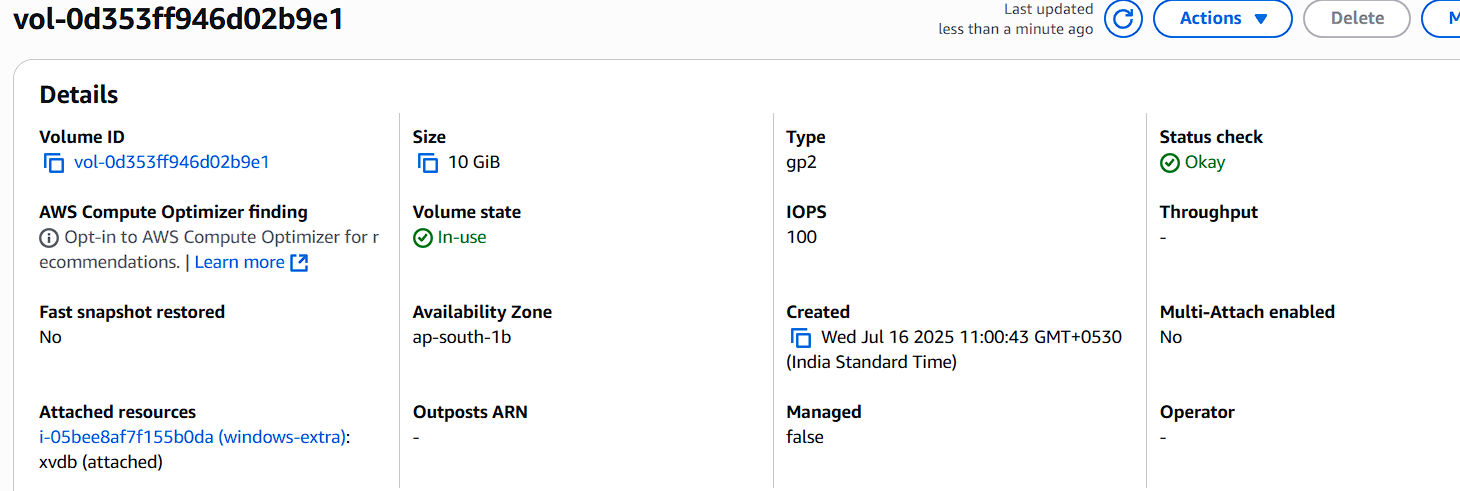 vol-0d353ff946d02b9e1
Last updated
less than a minute ago
Actions
Delete
M
Details
Volume ID
vol-0d353ff946d02b9e1
Size
10 GiB
Type
gp2
Status check
Okay
AWS Compute Optimizer finding
Opt-in to AWS Compute Optimizer for r
ecommendations. | Learn more
Volume state
In-use
IOPS
100
Throughput
-
Fast snapshot restored
No
Availability Zone
ap-south-1b
Created
Wed Jul 16 2025 11:00:43 GMT+0530
(India Standard Time)
Multi-Attach enabled
No
Attached resources
i-05bee8af7f155b0da (windows-extra):
xvdb (attached)
Outposts ARN
-
Managed
false
Operator
-